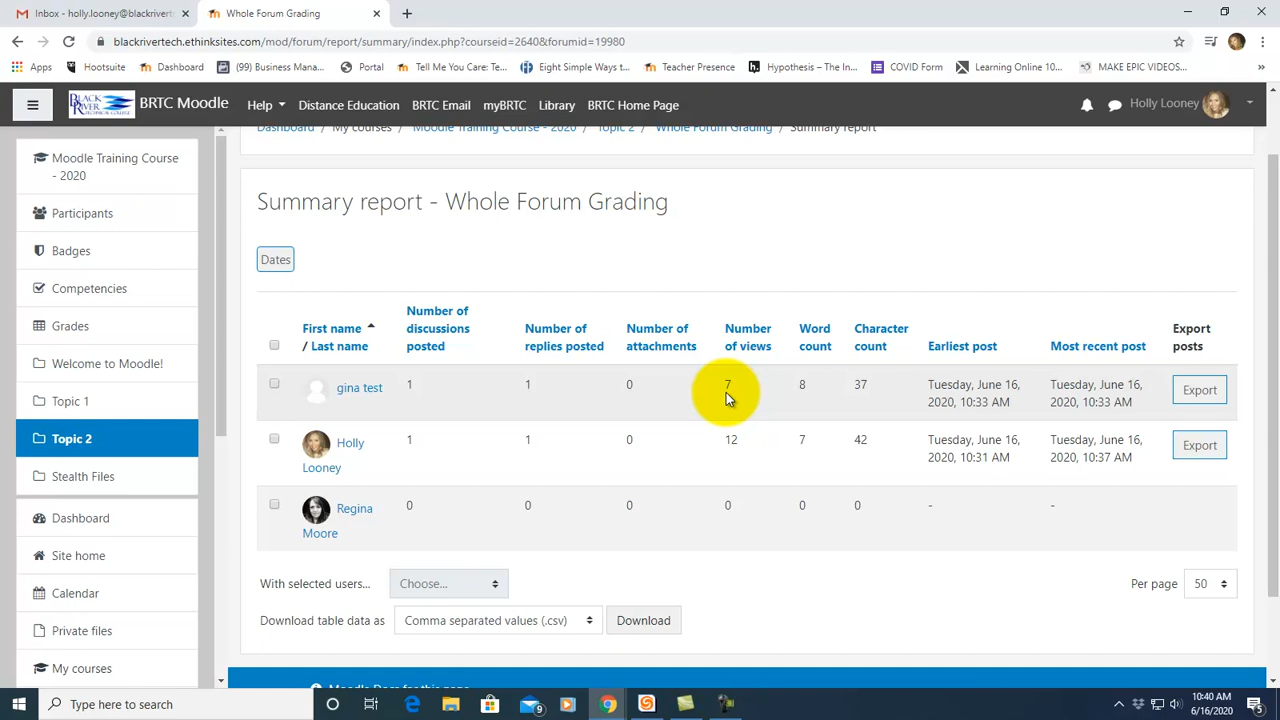 Inbox - holly.looney@blackrivert
Whole Forum Grading
blackrivertech.ethinksites.com/mod/forum/report/summary/index.php?courseid=2640&forumid=19980
Apps
Hootsuite
Dashboard
(99) Business Mana...
Portal
Tell Me You Care: Te...
Eight Simple Ways t...
Teacher Presence
Hypothesis – The In...
COVID Form
Learning Online 10...
MAKE EPIC VIDEOS...
BLACK RIVER
BRTC Moodle
Help
Distance Education
BRTC Email
myBRTC
Library
BRTC Home Page
Holly Looney
Dashboard / My courses / Moodle Training Course - 2020 / Topic 2 / Whole Forum Grading / Summary report
Moodle Training Course
- 2020
Participants
Badges
Competencies
Grades
Welcome to Moodle!
Topic 1
Topic 2
Stealth Files
Dashboard
Site home
Calendar
Private files
My courses
Summary report - Whole Forum Grading
Dates
First name
/ Last name
Number of
discussions
posted
Number of
replies posted
Number of
attachments
Number
of views
Word
count
Character
count
Earliest post
Most recent post
Export
posts
gina test 1 1 0 7 8 37 Tuesday, June 16, Tuesday, June 16, Export
2020, 10:33 AM 2020, 10:33 AM
Holly 1 1 0 12 7 42 Tuesday, June 16, Tuesday, June 16, Export
Looney 2020, 10:31 AM 2020, 10:37 AM
Regina 0 0 0 0 0 0 - -
Moore
With selected users... Choose... Per page 50
Download table data as Comma separated values (.csv) Download
Moodle Docs for this page
Type here to search
9
10:40 AM
6/16/2020
5